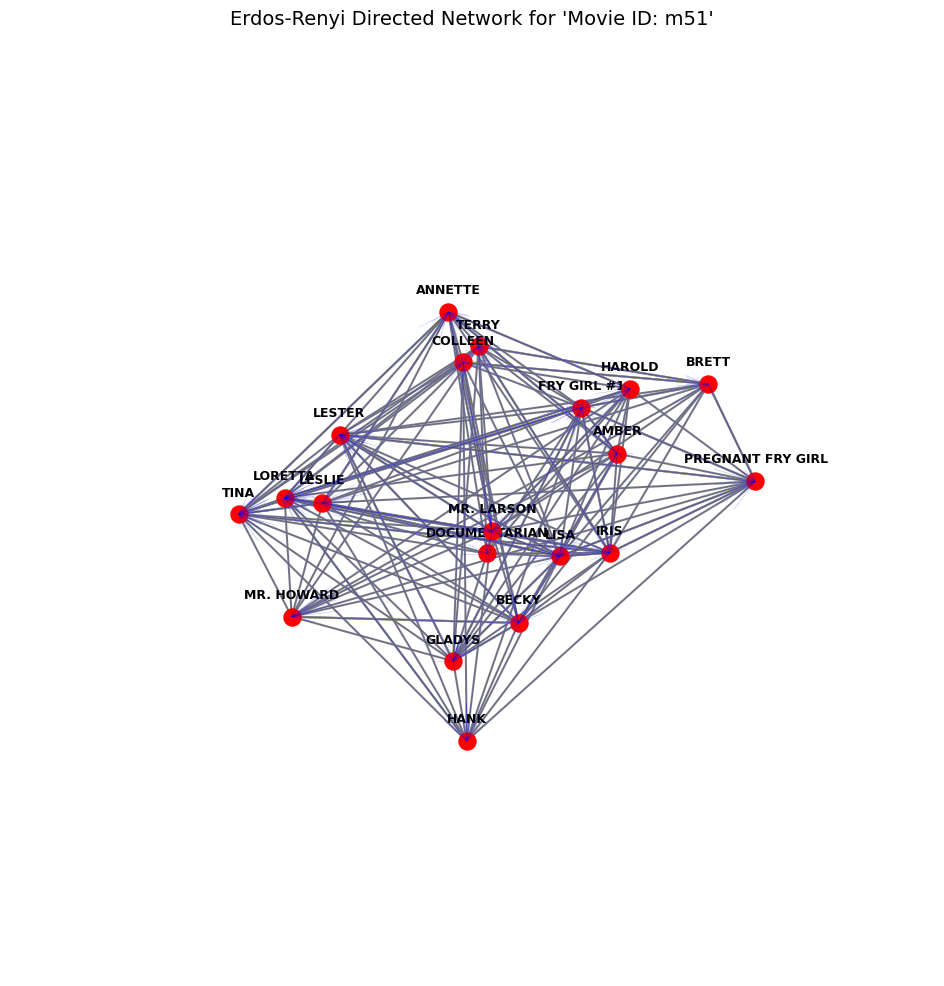 Erdos-Renyi Directed Network for 'Movie ID: m51'
ANNETTE
TERRY
COLLEEN
HAROLD
BRETT
FRY GIRL #1
LESTER
AMBER
PREGNANT FRY GIRL
LORETTA
LESLIE
TINA
MR. LARSON
DOCUMENTARIAN
LISA
IRIS
MR. HOWARD
BECKY
GLADYS
HANK